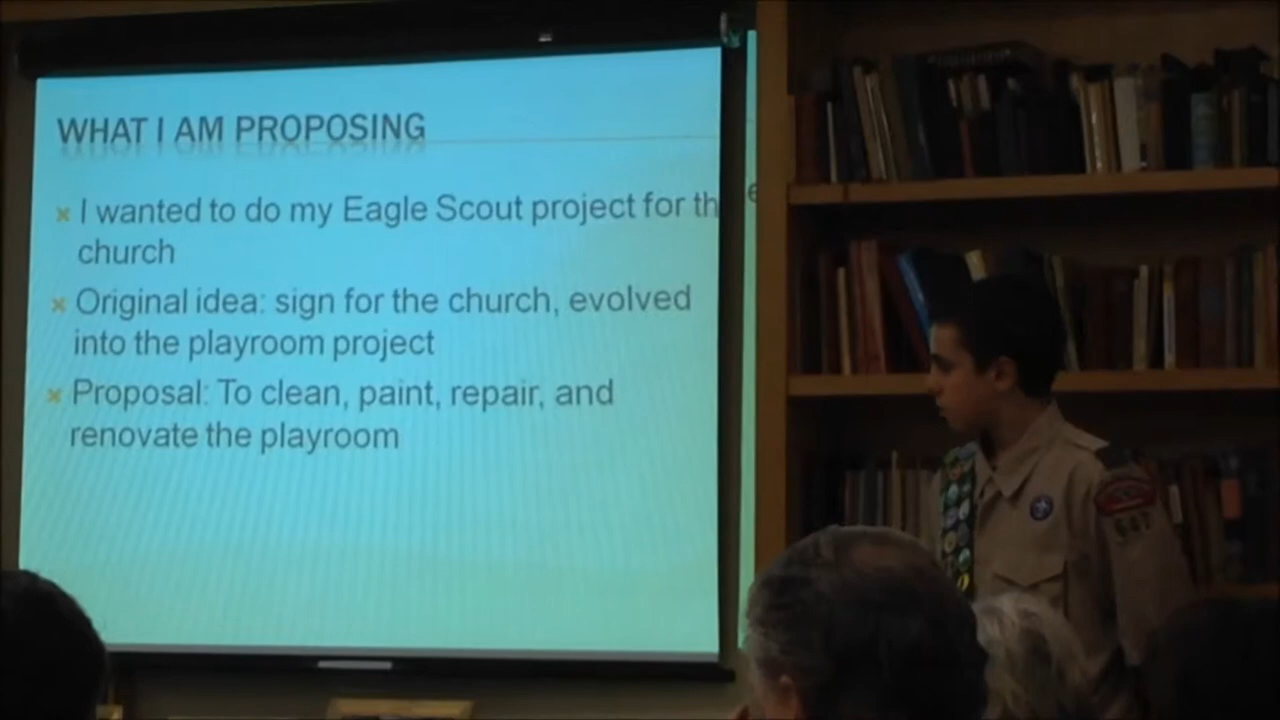 WHAT I AM PROPOSING
I wanted to do my Eagle Scout project for the
church
Original idea: sign for the church, evolved
into the playroom project
Proposal: To clean, paint, repair, and
renovate the playroom